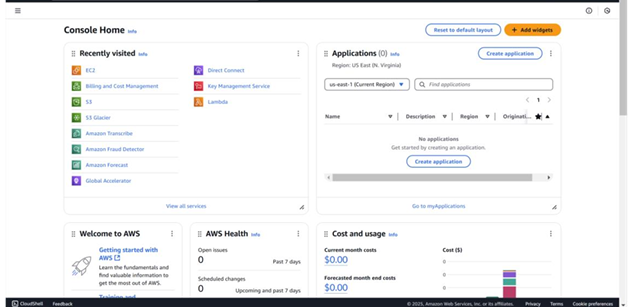 Console Home Info
Reset to default layout
+ Add widgets
Recently visited Info
EC2
Billing and Cost Management
S3
S3 Glacier
Amazon Transcribe
Amazon Fraud Detector
Amazon Forecast
Global Accelerator
Direct Connect
Key Management Service
Lambda
View all services
Applications (0) Info
Create application
Region: US East (N. Virginia)
us-east-1 (Current Region)
Find applications
1
Name Description Region Originati...
No applications
Get started by creating an application.
Create application
Go to myApplications
Welcome to AWS
Getting started with
AWS
Learn the fundamentals and
find valuable information to
get the most out of AWS.
Training and
AWS Health Info
Open issues
0 Past 7 days
Scheduled changes
0 Upcoming and past 7 days
Cost and usage Info
Current month costs
$0.00
Forecasted month end costs
$0.00
Cost ($)
0
0
0
CloudShell Feedback © 2025, Amazon Web Services, Inc. or its affiliates. Privacy Terms Cookie preferences